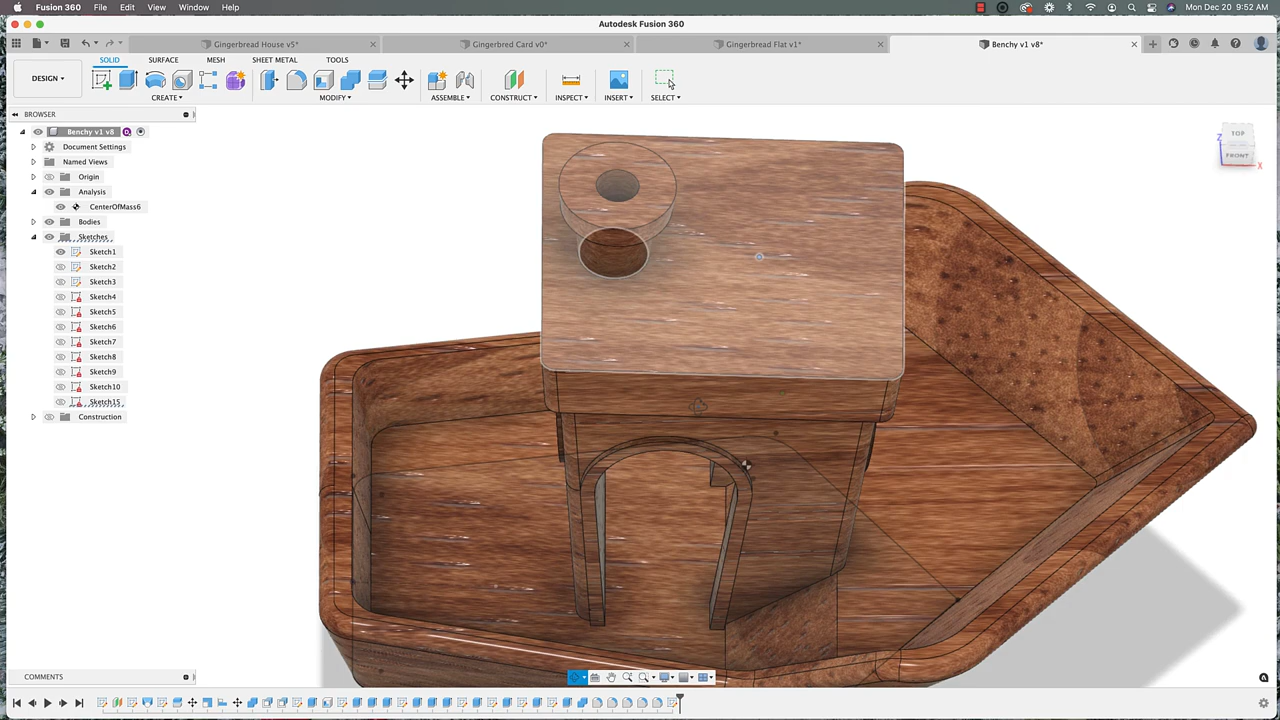 Fusion 360 File Edit View Window Help Mon Dec 20 9:52 AM
Autodesk Fusion 360
Gingerbread House v5* Gingerbred Card v0* Gingerbread Flat v1* Benchy v1 v8*
SOLID SURFACE MESH SHEET METAL TOOLS
DESIGN
CREATE MODIFY ASSEMBLE CONSTRUCT INSPECT INSERT SELECT
BROWSER
Benchy v1 v8
Document Settings
Named Views
Origin
Analysis
CenterOfMass6
Bodies
Sketches
Sketch1
Sketch2
Sketch3
Sketch4
Sketch5
Sketch6
Sketch7
Sketch8
Sketch9
Sketch10
Sketch15
Construction
TOP
Z
FRONT
X
COMMENTS